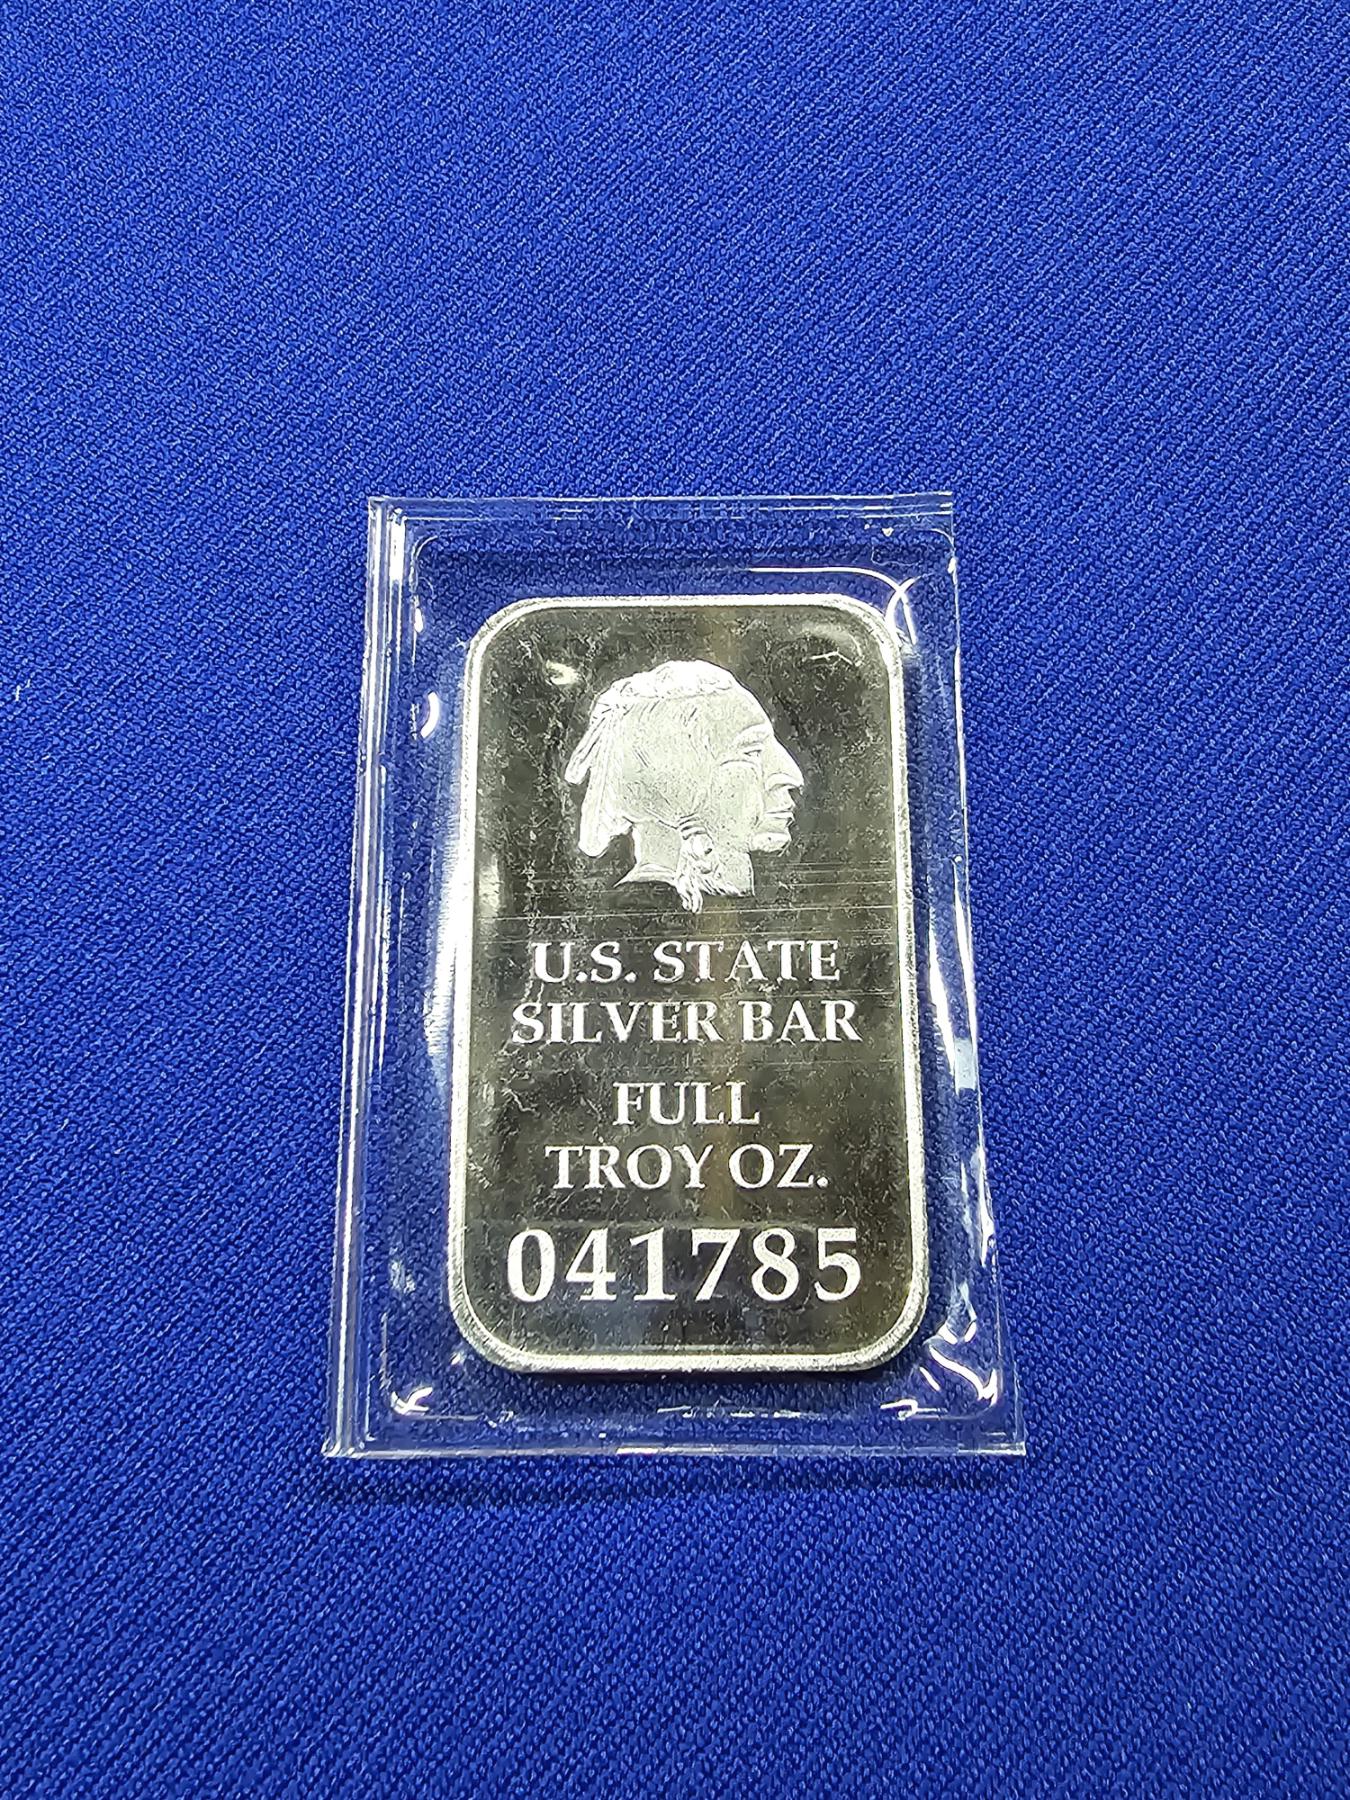 U.S. STATE
SILVER BAR
FULL
TROY OZ.
041785